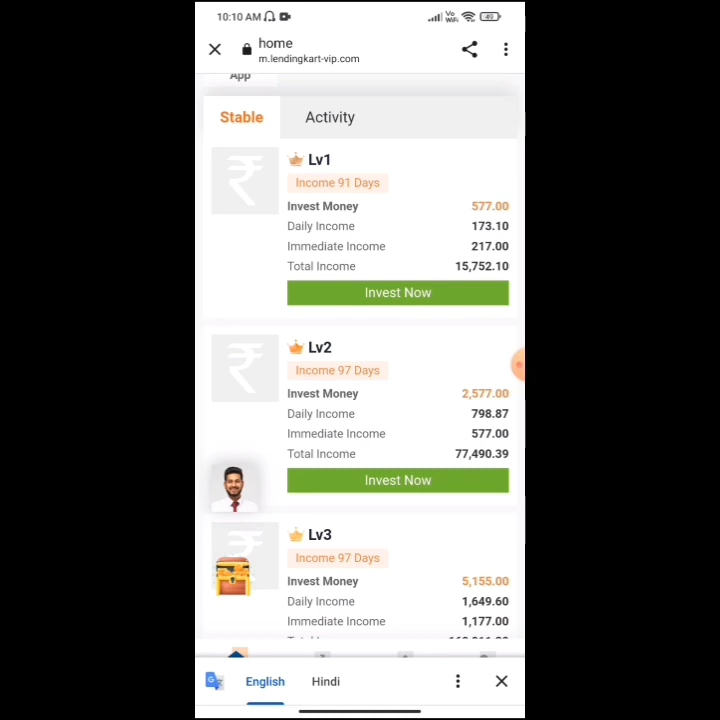 10:10 AM
Vo
WiFi
49
home
m.lendingkart-vip.com
App
Stable
Activity
Lv1
Income 91 Days
Invest Money 577.00
Daily Income 173.10
Immediate Income 217.00
Total Income 15,752.10
Invest Now
Lv2
Income 97 Days
Invest Money 2,577.00
Daily Income 798.87
Immediate Income 577.00
Total Income 77,490.39
Invest Now
Lv3
Income 97 Days
Invest Money 5,155.00
Daily Income 1,649.60
Immediate Income 1,177.00
English
Hindi